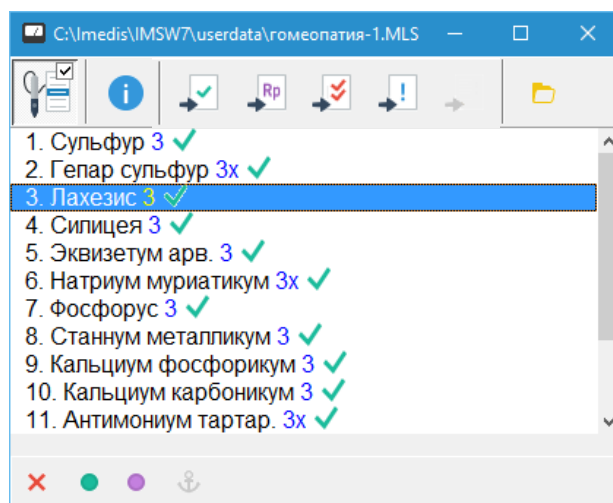 C:\Imedis\IMSW7\userdata\гомеопатия-1.MLS
Rp
1. Сульфур 3
2. Гепар сульфур 3x
3. Лахезис 3
4. Силицея 3
5. Эквизетум арв. 3
6. Натриум муриатикум 3x
7. Фосфорус 3
8. Станнум металликум 3
9. Кальциум фосфорикум 3
10. Кальциум карбоникум 3
11. Антимониум тартар. 3x